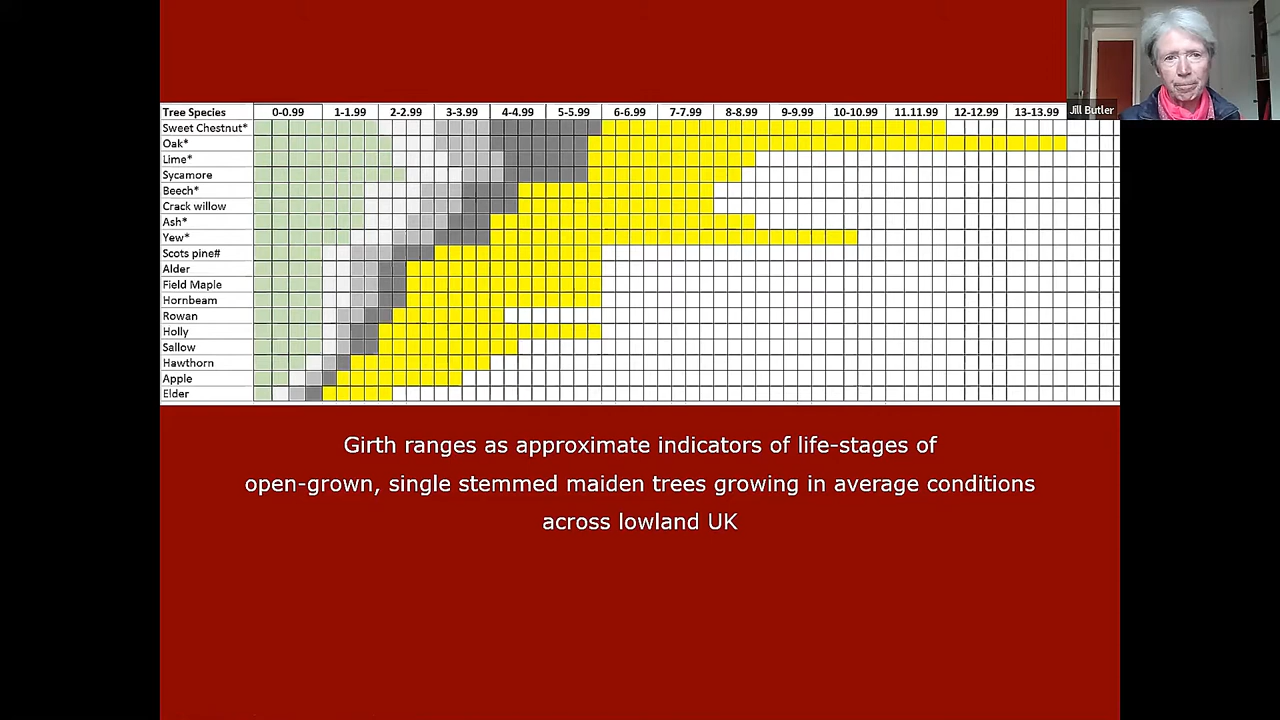 Tree Species 0-0.99 1-1.99 2-2.99 3-3.99 4-4.99 5-5.99 6-6.99 7-7.99 8-8.99 9-9.99 10-10.99 11.11.99 12-12.99 13-13.99
Jill Butler
Sweet Chestnut*
Oak*
Lime*
Sycamore
Beech*
Crack willow
Ash*
Yew*
Scots pine#
Alder
Field Maple
Hornbeam
Rowan
Holly
Sallow
Hawthorn
Apple
Elder
Girth ranges as approximate indicators of life-stages of
open-grown, single stemmed maiden trees growing in average conditions
across lowland UK